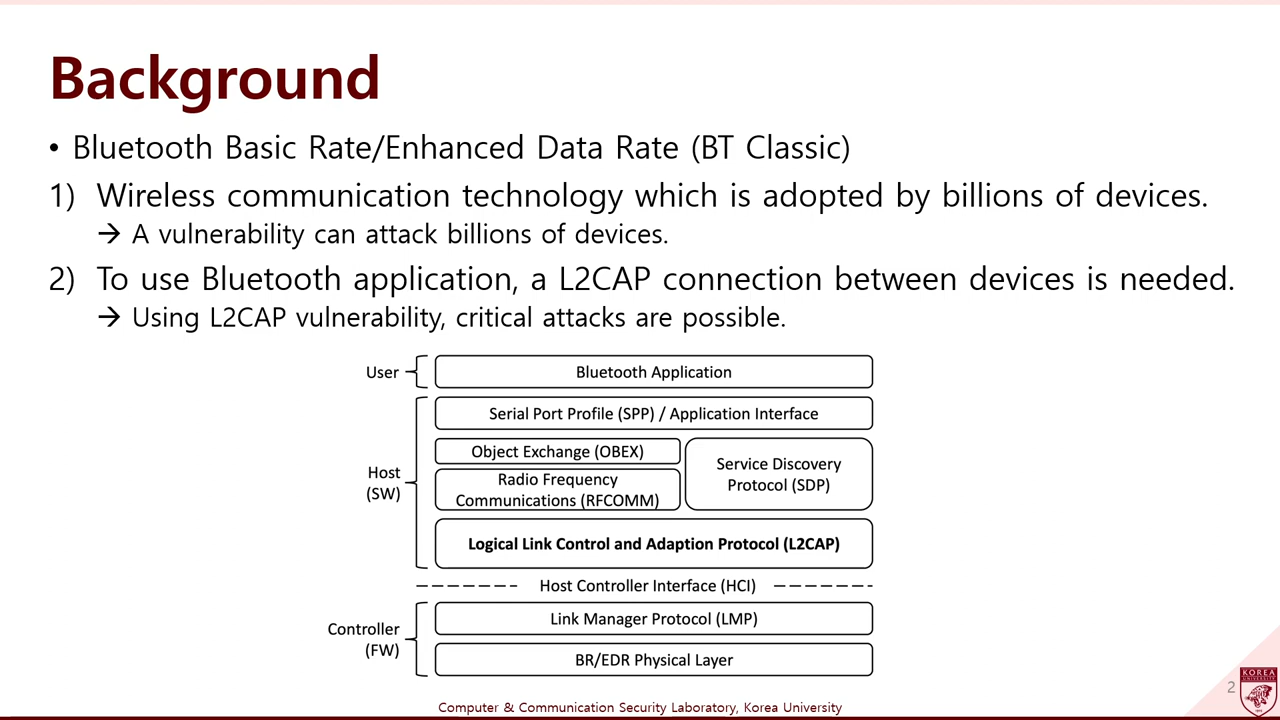 Background
• Bluetooth Basic Rate/Enhanced Data Rate (BT Classic)
1) Wireless communication technology which is adopted by billions of devices.
→ A vulnerability can attack billions of devices.
2) To use Bluetooth application, a L2CAP connection between devices is needed.
→ Using L2CAP vulnerability, critical attacks are possible.
User
Bluetooth Application
Host
(SW)
Serial Port Profile (SPP) / Application Interface
Object Exchange (OBEX)
Radio Frequency
Communications (RFCOMM)
Service Discovery
Protocol (SDP)
Logical Link Control and Adaption Protocol (L2CAP)
Host Controller Interface (HCI)
Controller
(FW)
Link Manager Protocol (LMP)
BR/EDR Physical Layer
2
KOREA
UNIVERSITY
Computer & Communication Security Laboratory, Korea University